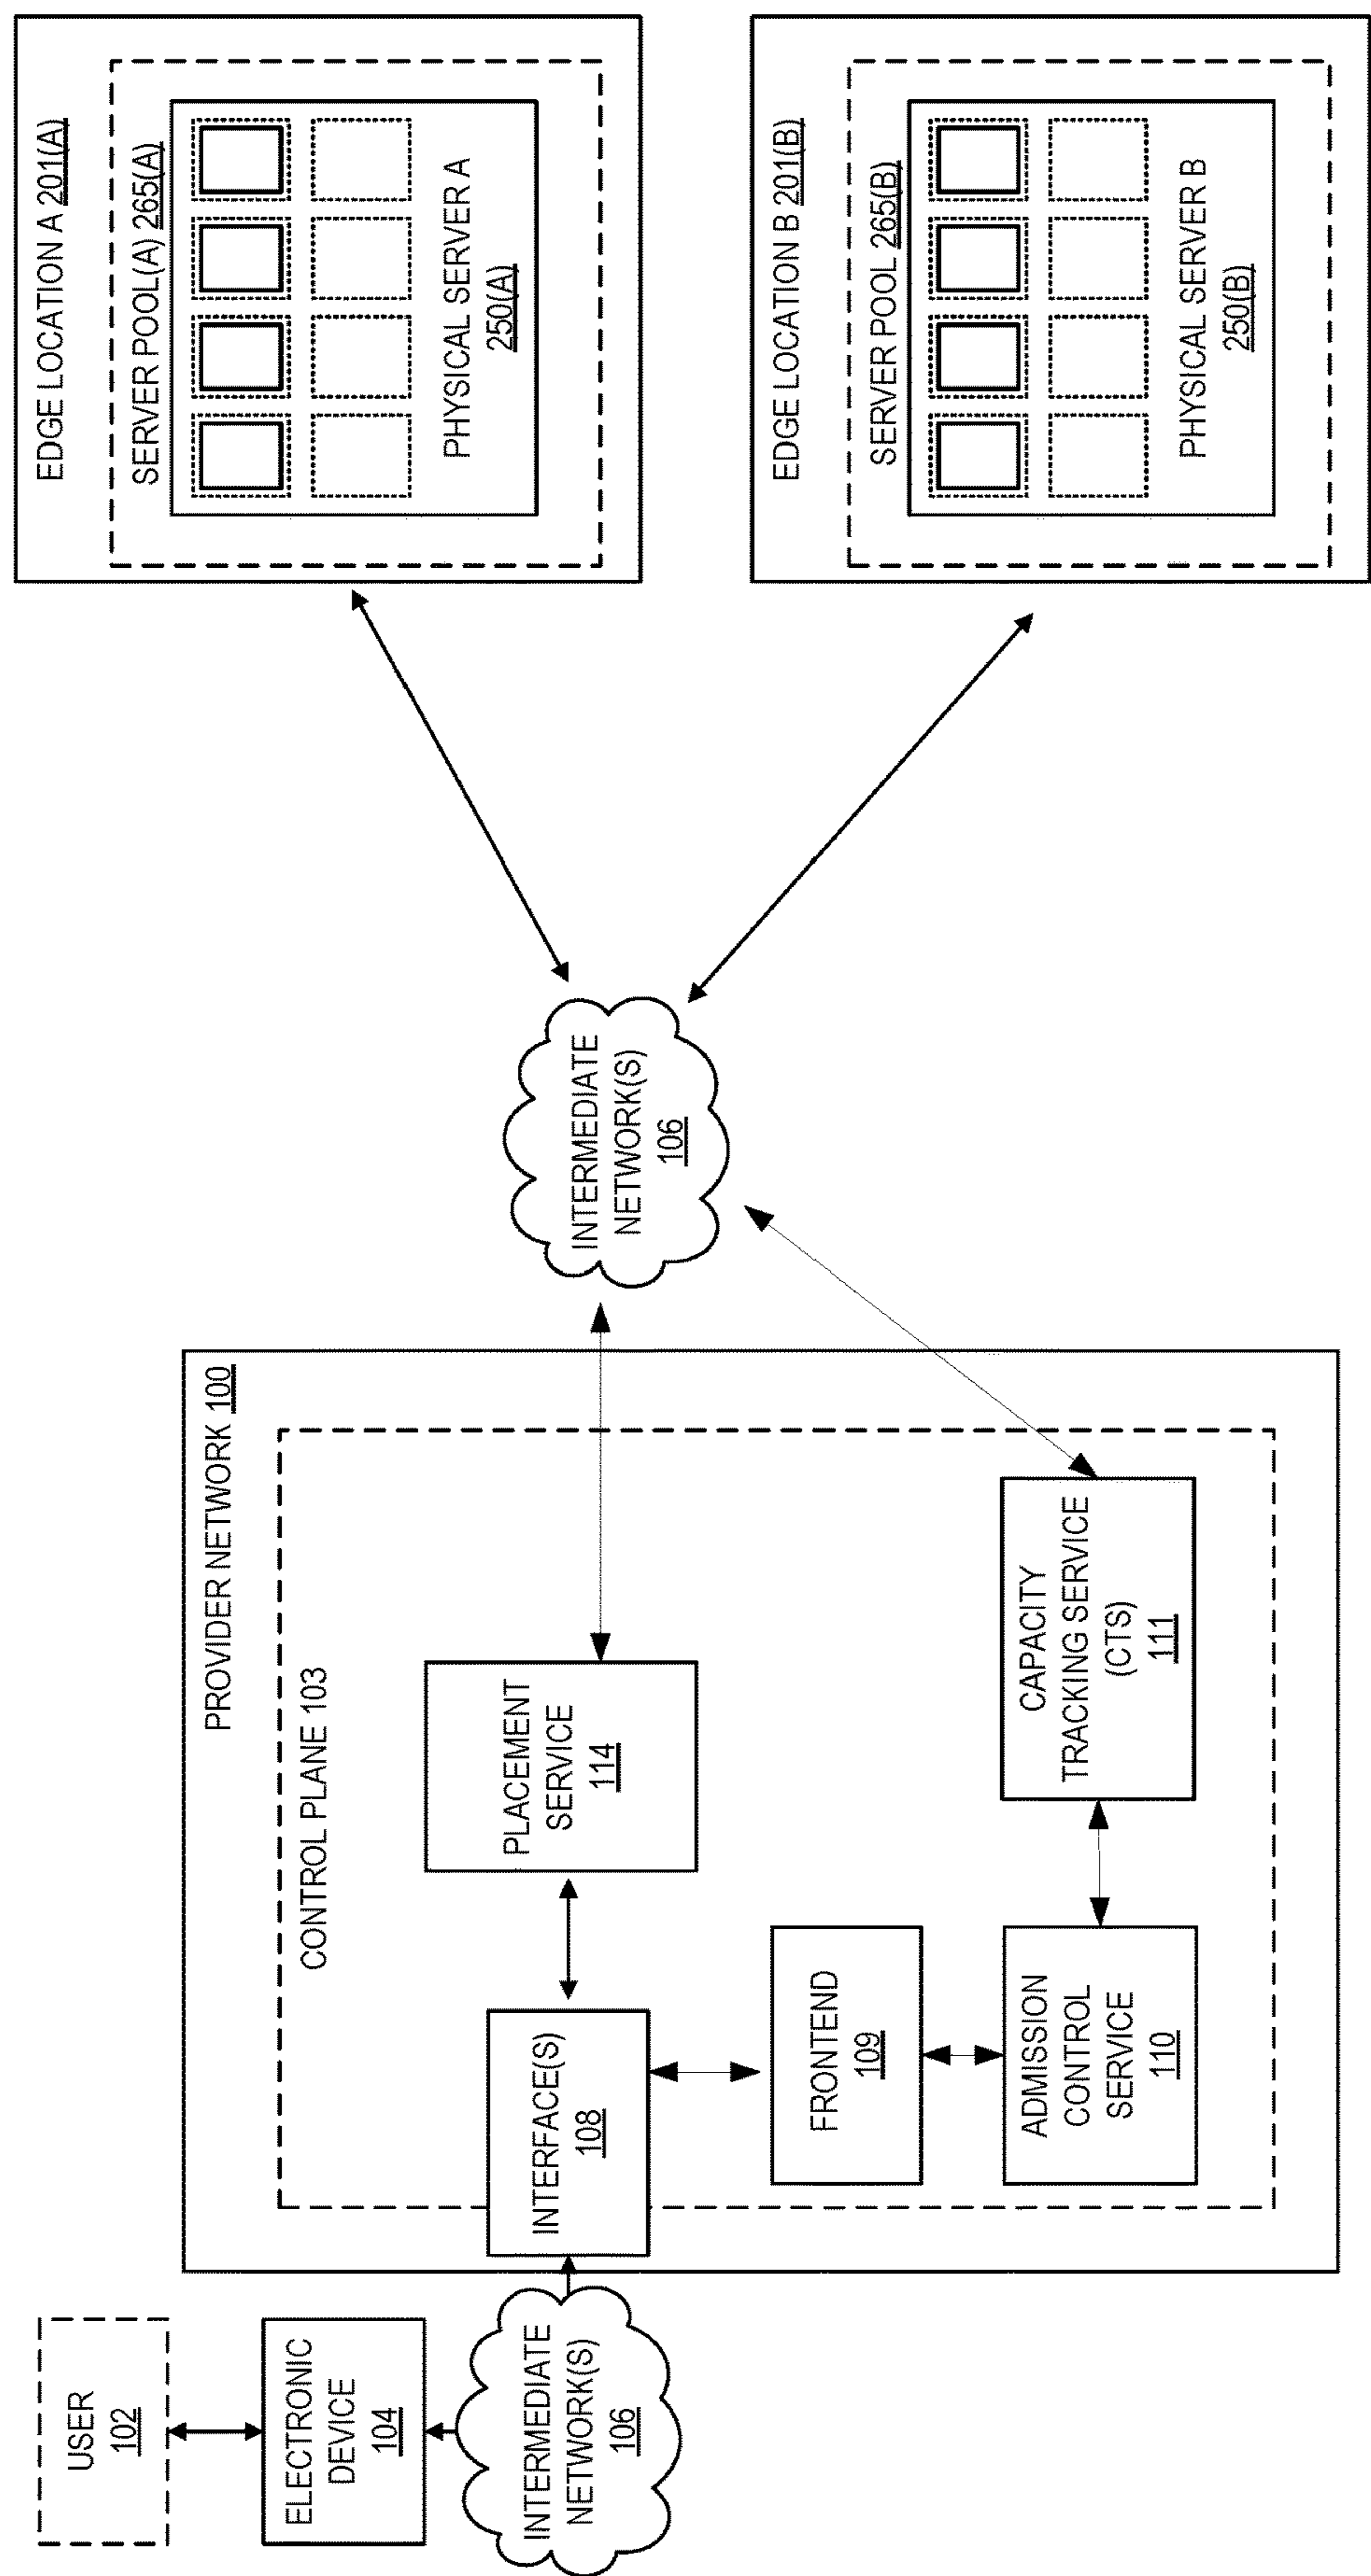 USER
102
ELECTRONIC
DEVICE
104
INTERMEDIATE
NETWORK(S)
106
PROVIDER NETWORK 100
CONTROL PLANE 103
INTERFACE(S)
108
PLACEMENT
SERVICE
114
FRONTEND
109
ADMISSION
CONTROL
SERVICE
110
CAPACITY
TRACKING SERVICE
(CTS)
111
INTERMEDIATE
NETWORK(S)
106
EDGE LOCATION A 201(A)
SERVER POOL(A) 265(A)
PHYSICAL SERVER A
250(A)
EDGE LOCATION B 201(B)
SERVER POOL 265(B)
PHYSICAL SERVER B
250(B)